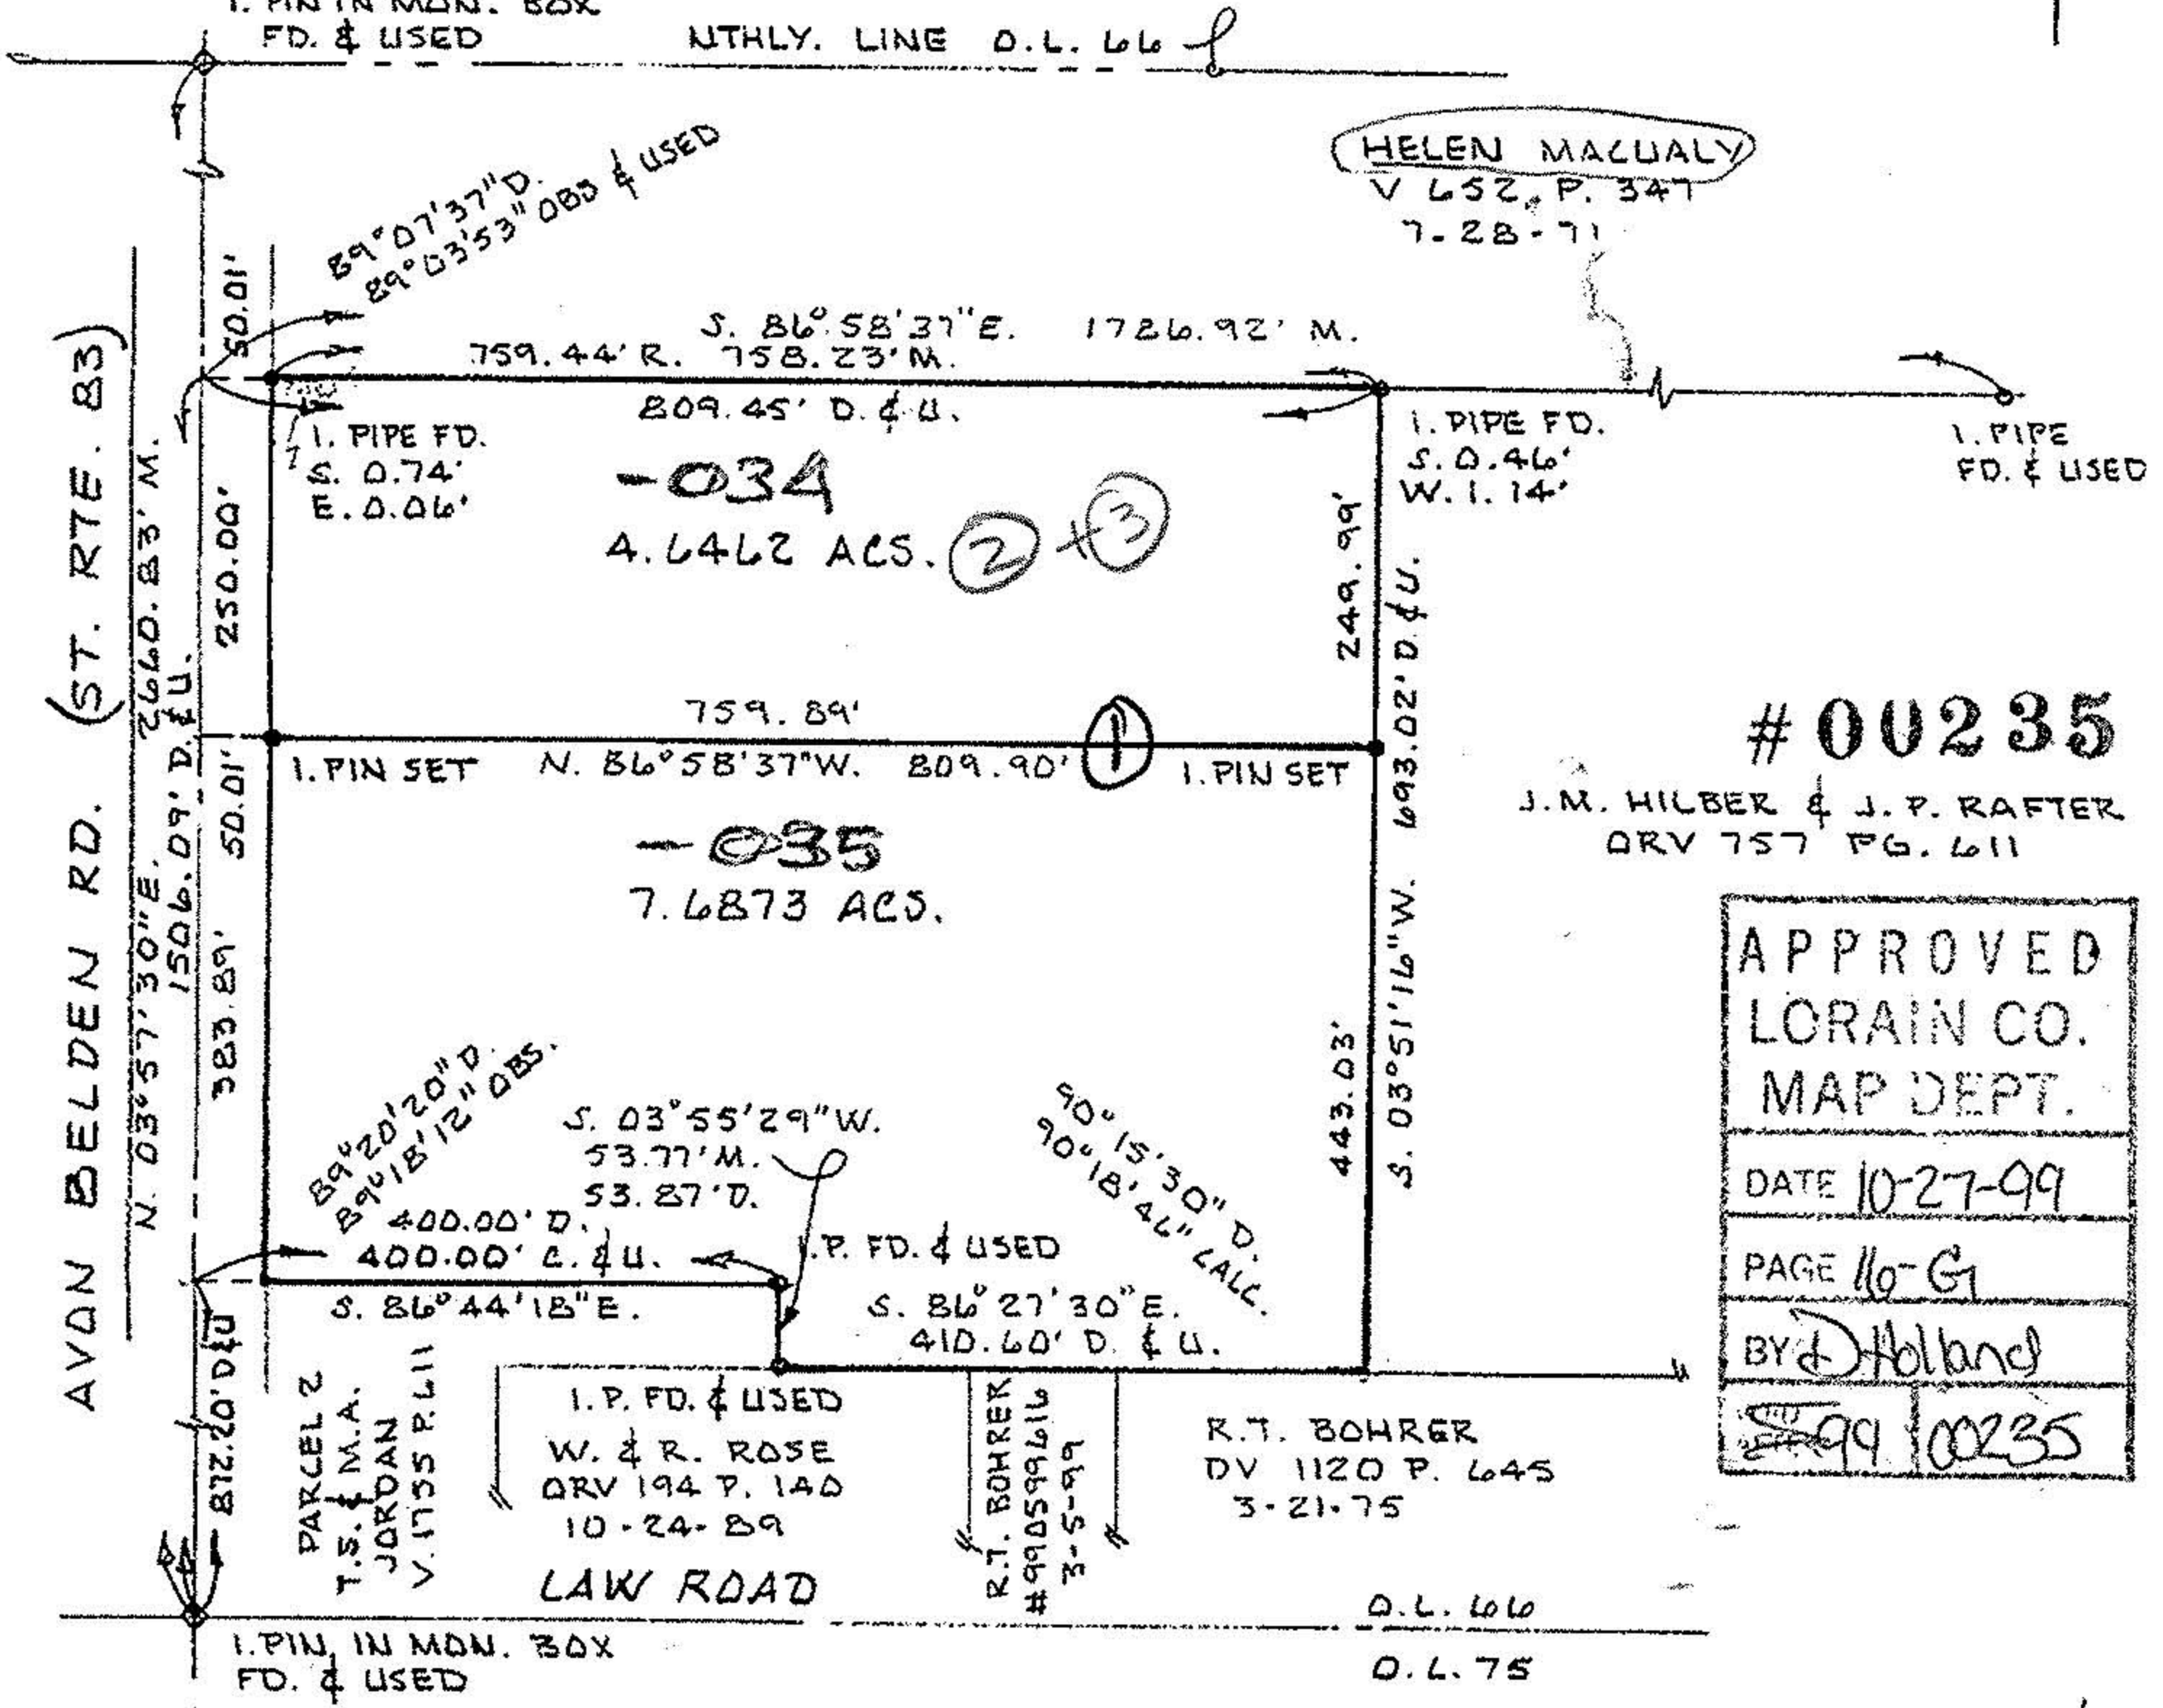 1. PIN IN MON. BOX
FD. & USED
NTHLY. LINE O.L. 66
HELEN MACUALY
V 652, P. 347
7-28-71
89°07'37"D.
89°03'53" OBS & USED
50.01'
S. 86°58'37"E. 1786.92' M.
759.44' R. 758.23' M.
809.45' D. & U.
1. PIPE FD.
S. 0.74'
E. 0.06'
-034
4.6462 ACS. 2 + 3
1. PIPE FD.
S. 0.46'
W. 1.14'
1. PIPE
FD. & USED
AVON BELDEN RD. (ST. RTE. 83)
N. 03°57'30"E. 2660.83' M.
1506.09' D. & U.
250.00'
249.99'
S. 03°51'16"W. 693.02' D. & U.
759.89'
1. PIN SET N. 86°58'37"W. 809.90' 1 1. PIN SET
50.01'
# 00235
J.M. HILBER & J.P. RAFTER
ORV 757 PG. 611
-035
7.6873 ACS.
383.89'
443.03'
89°20'20"D.
89°18'12" OBS.
S. 03°55'29"W.
53.77' M.
53.87' D.
90°15'30" D.
90°18'46" CALC.
400.00' D.
400.00' C. & U.
I.P. FD. & USED
S. 86°44'18"E.
S. 86°27'30"E.
410.60' D. & U.
872.20' D&U
PARCEL 2
T.S. & M.A.
JORDAN
V. 1755 P. 611
I.P. FD. & USED
W. & R. ROSE
ORV 194 P. 140
10-24-89
R.T. BOHRER
#990599616
3-5-99
R.T. BOHRER
DV 1120 P. 645
3-21-75
LAW ROAD
O.L. 66
O.L. 75
1. PIN, IN MON. BOX
FD. & USED
APPROVED
LORAIN CO.
MAP DEPT.
DATE 10-27-99
PAGE 16-G
BY D Holland
99 00235